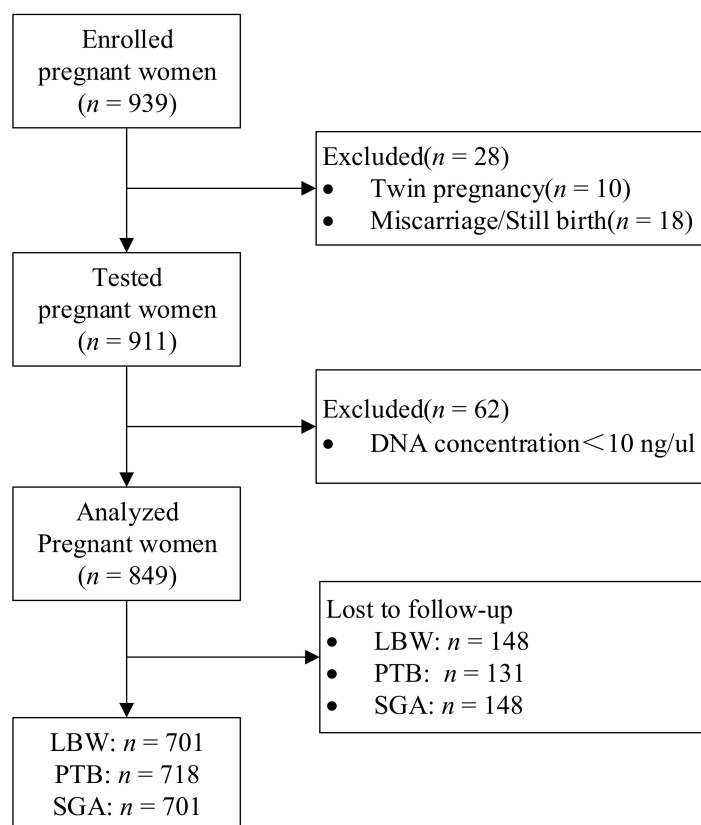 Enrolled
pregnant women
(n = 939)
Excluded(n = 28)
• Twin pregnancy(n = 10)
• Miscarriage/Still birth(n = 18)
Tested
pregnant women
(n = 911)
Excluded(n = 62)
• DNA concentration＜10 ng/ul
Analyzed
Pregnant women
(n = 849)
Lost to follow-up
• LBW: n = 148
• PTB: n = 131
• SGA: n = 148
LBW: n = 701
PTB: n = 718
SGA: n = 701